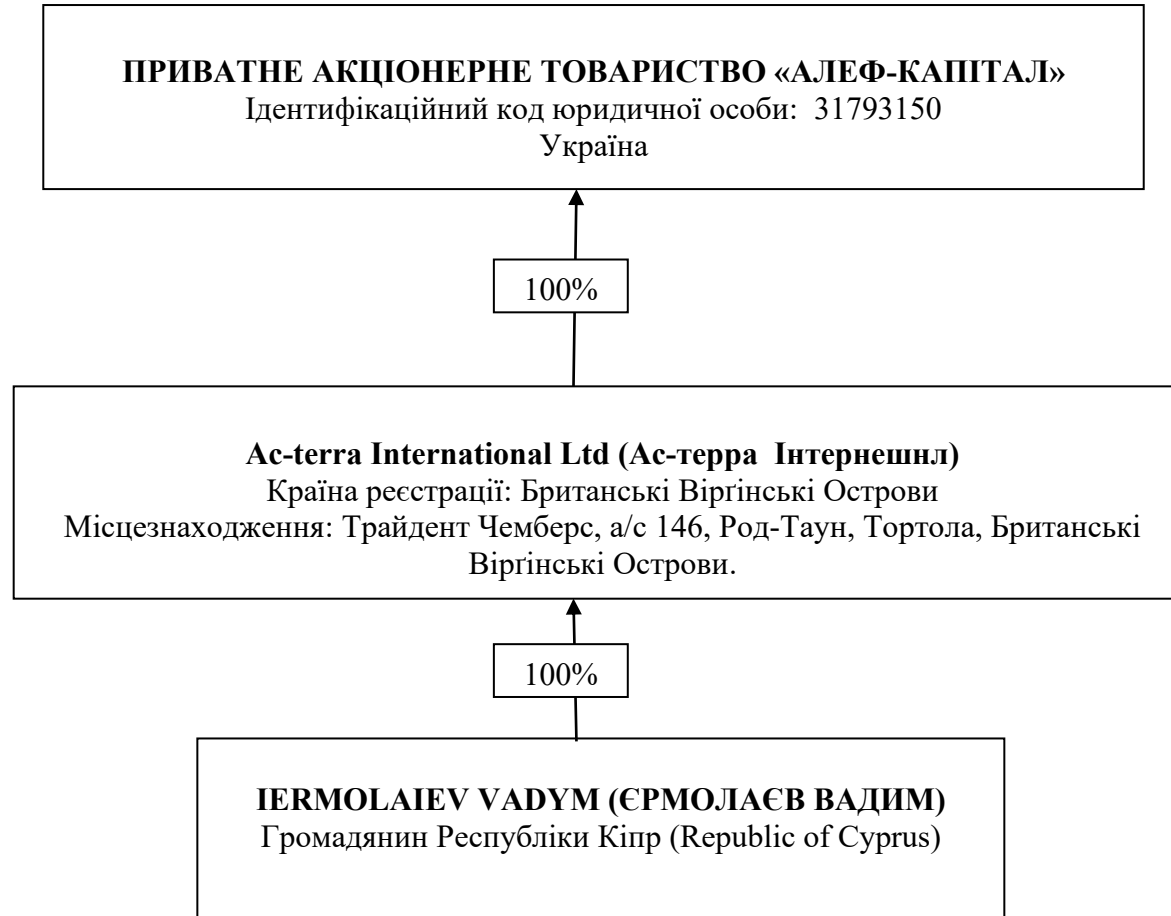 ПРИВАТНЕ АКЦІОНЕРНЕ ТОВАРИСТВО «АЛЕФ-КАПІТАЛ»
Ідентифікаційний код юридичної особи: 31793150
Україна
100%
Ac-terra International Ltd (Ас-терра Інтернешнл)
Країна реєстрації: Британські Вірґінські Острови
Місцезнаходження: Трайдент Чемберс, а/с 146, Род-Таун, Тортола, Британські
Вірґінські Острови.
100%
IERMOLAIEV VADYM (ЄРМОЛАЄВ ВАДИМ)
Громадянин Республіки Кіпр (Republic of Cyprus)